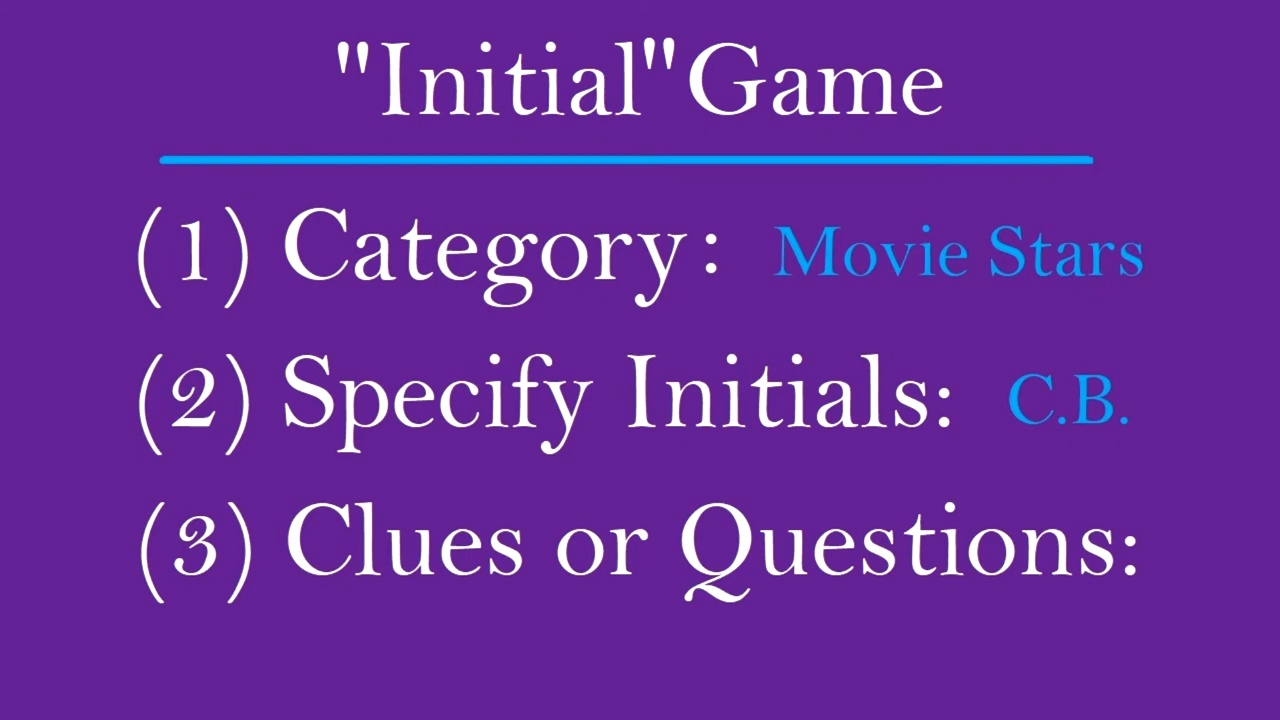 "Initial" Game
(1) Category: Movie Stars
(2) Specify Initials: C.B.
(3) Clues or Questions: